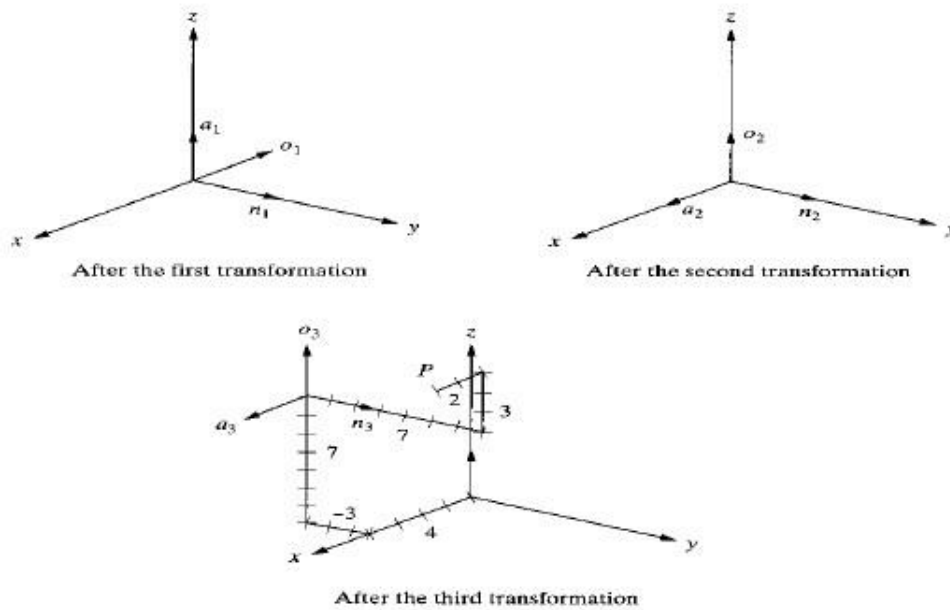 z
z
a₁
o₁
o₂
n₁
a₂
n₂
x
y
x
y
After the first transformation
After the second transformation
o₃
z
P
2
3
a₃
n₃
7
7
-3
4
x
y
After the third transformation